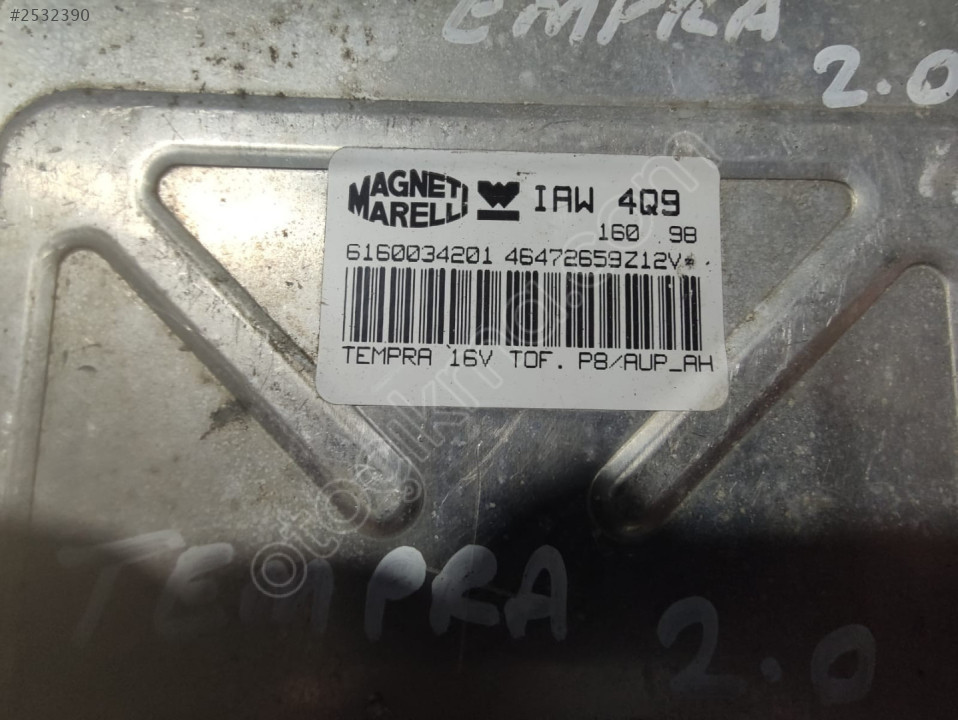 #2532390
TEMPRA
2.0
MAGNETI
MARELLI
IAW 4Q9
160 98
6160034201 46472659Z12V*
TEMPRA 16V TOF. P8/AUP_AH
TEMPRA
2.0